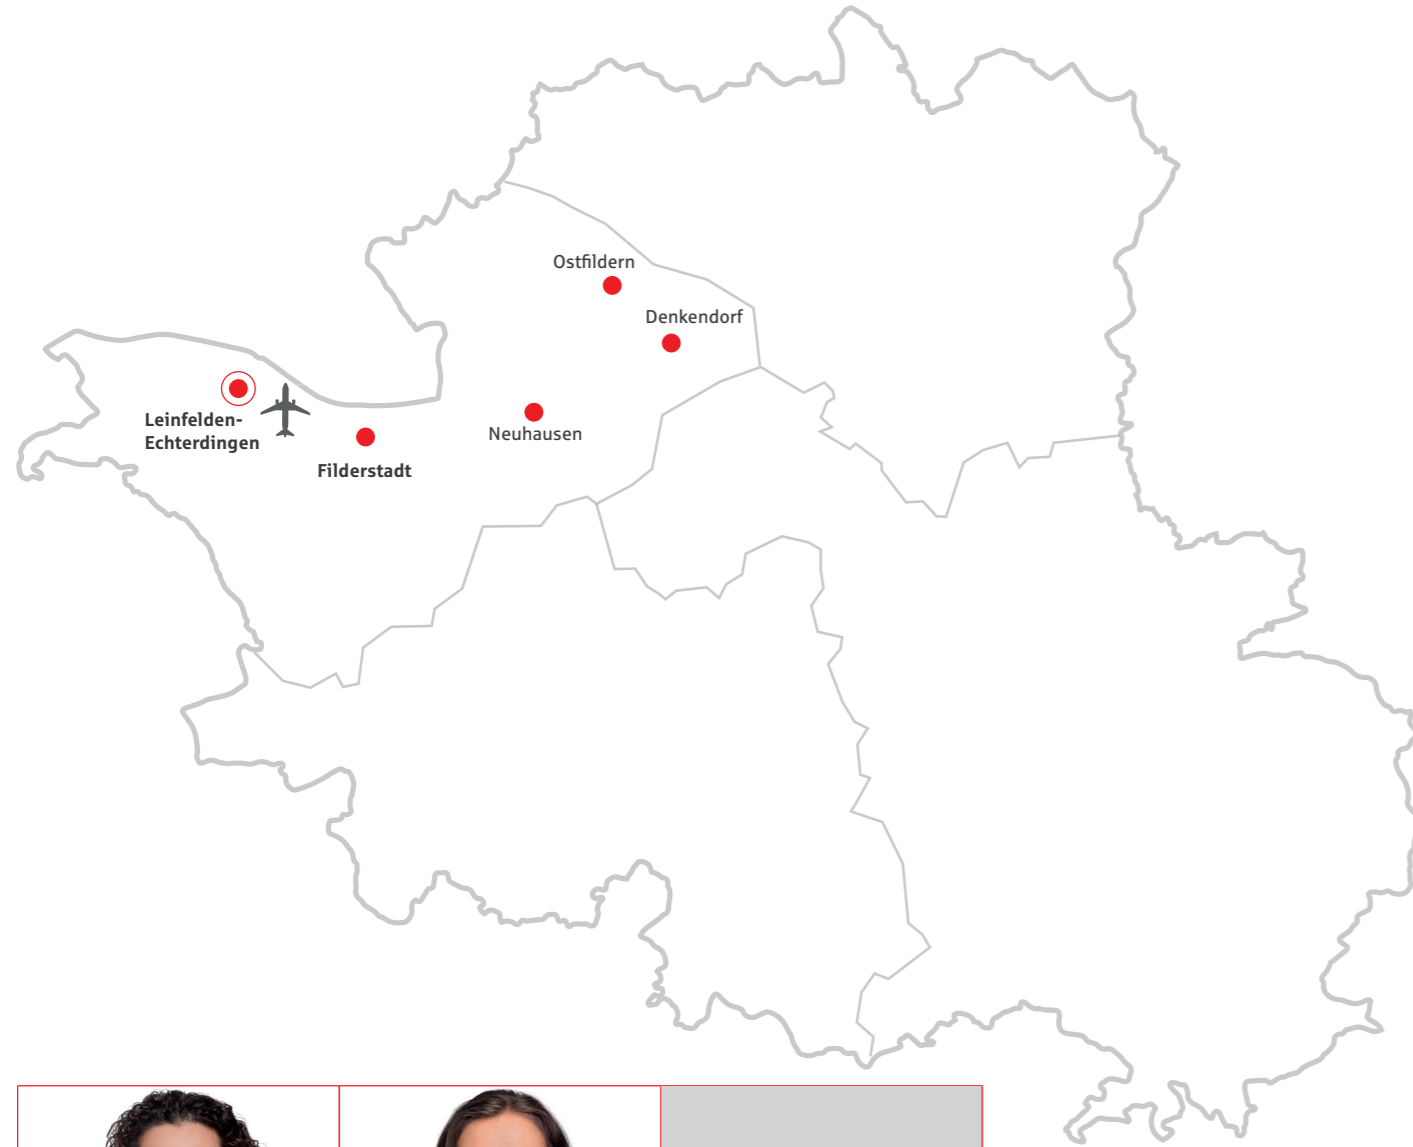 Ostfildern
Denkendorf
Leinfelden-
Echterdingen
Neuhausen
Filderstadt